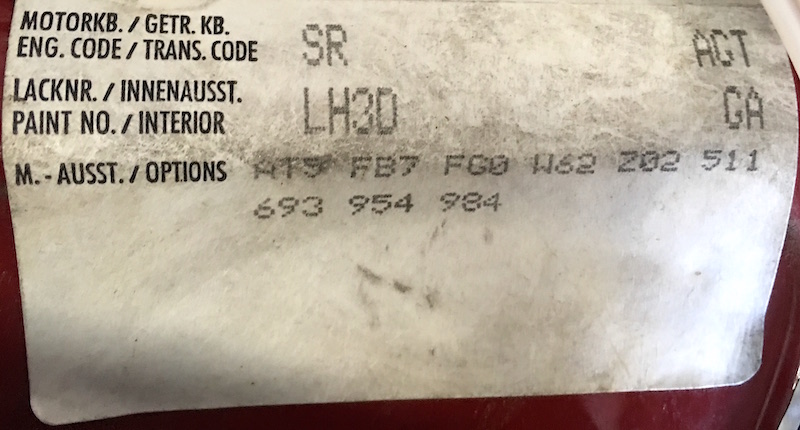 MOTORKB. / GETR. KB.
ENG. CODE / TRANS. CODE SR AGT
LACKNR. / INNENAUSST.
PAINT NO. / INTERIOR LH3D GA
M.-AUSST. / OPTIONS AT5 FB7 FG0 W62 Z02 511
693 954 984